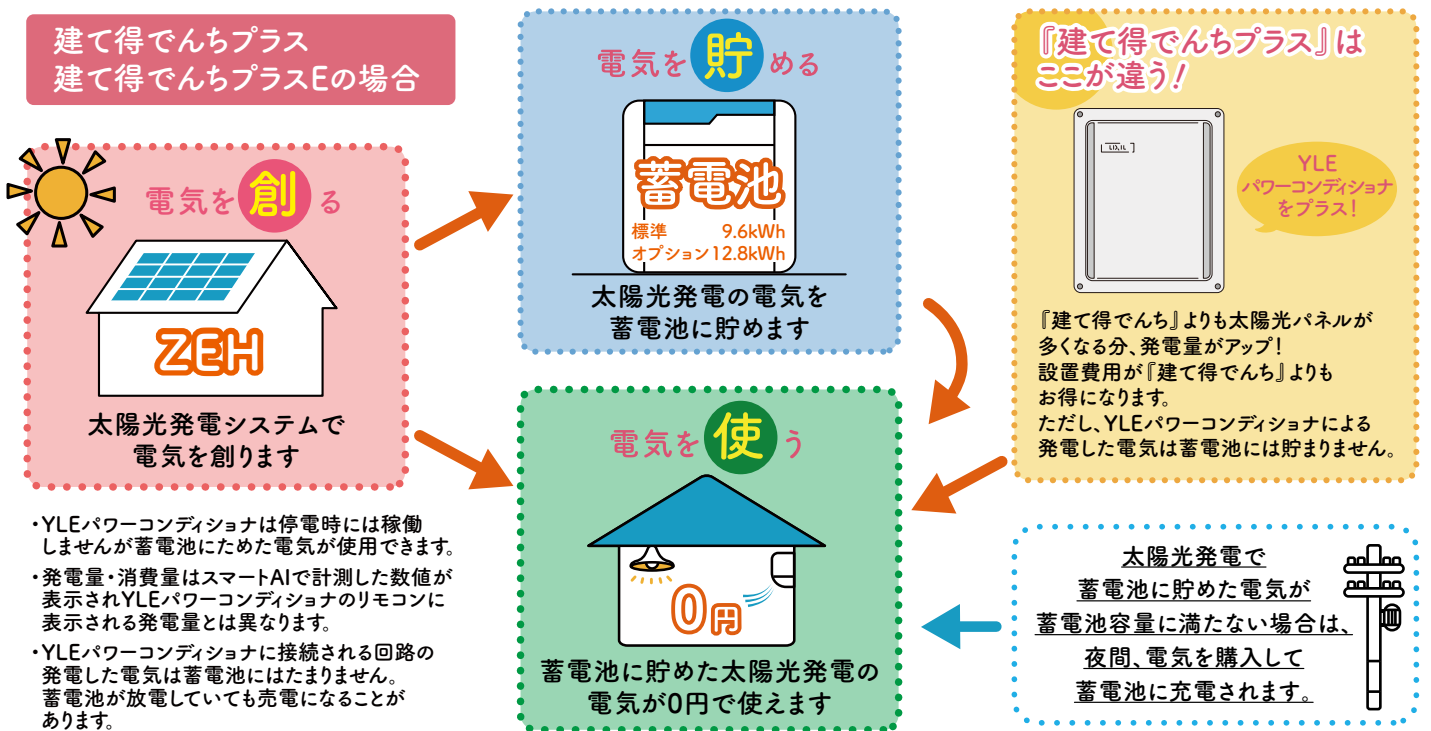 建て得でんちプラス
建て得でんちプラスEの場合
電気を創る
ZEH
太陽光発電システムで
電気を創ります
・YLEパワーコンディショナは停電時には稼働
しませんが蓄電池にためた電気が使用できます。
・発電量・消費量はスマートAIで計測した数値が
表示されYLEパワーコンディショナのリモコンに
表示される発電量とは異なります。
・YLEパワーコンディショナに接続される回路の
発電した電気は蓄電池にはたまりません。
蓄電池が放電していても売電になることが
あります。
電気を貯める
蓄電池
標準 9.6kWh
オプション12.8kWh
太陽光発電の電気を
蓄電池に貯めます
電気を使う
0円
蓄電池に貯めた太陽光発電の
電気が0円で使えます
『建て得でんちプラス』は
ここが違う!
LIXIL
YLE
パワーコンディショナ
をプラス!
『建て得でんち』よりも太陽光パネルが
多くなる分、発電量がアップ!
設置費用が『建て得でんち』よりも
お得になります。
ただし、YLEパワーコンディショナによる
発電した電気は蓄電池には貯まりません。
太陽光発電で
蓄電池に貯めた電気が
蓄電池容量に満たない場合は、
夜間、電気を購入して
蓄電池に充電されます。